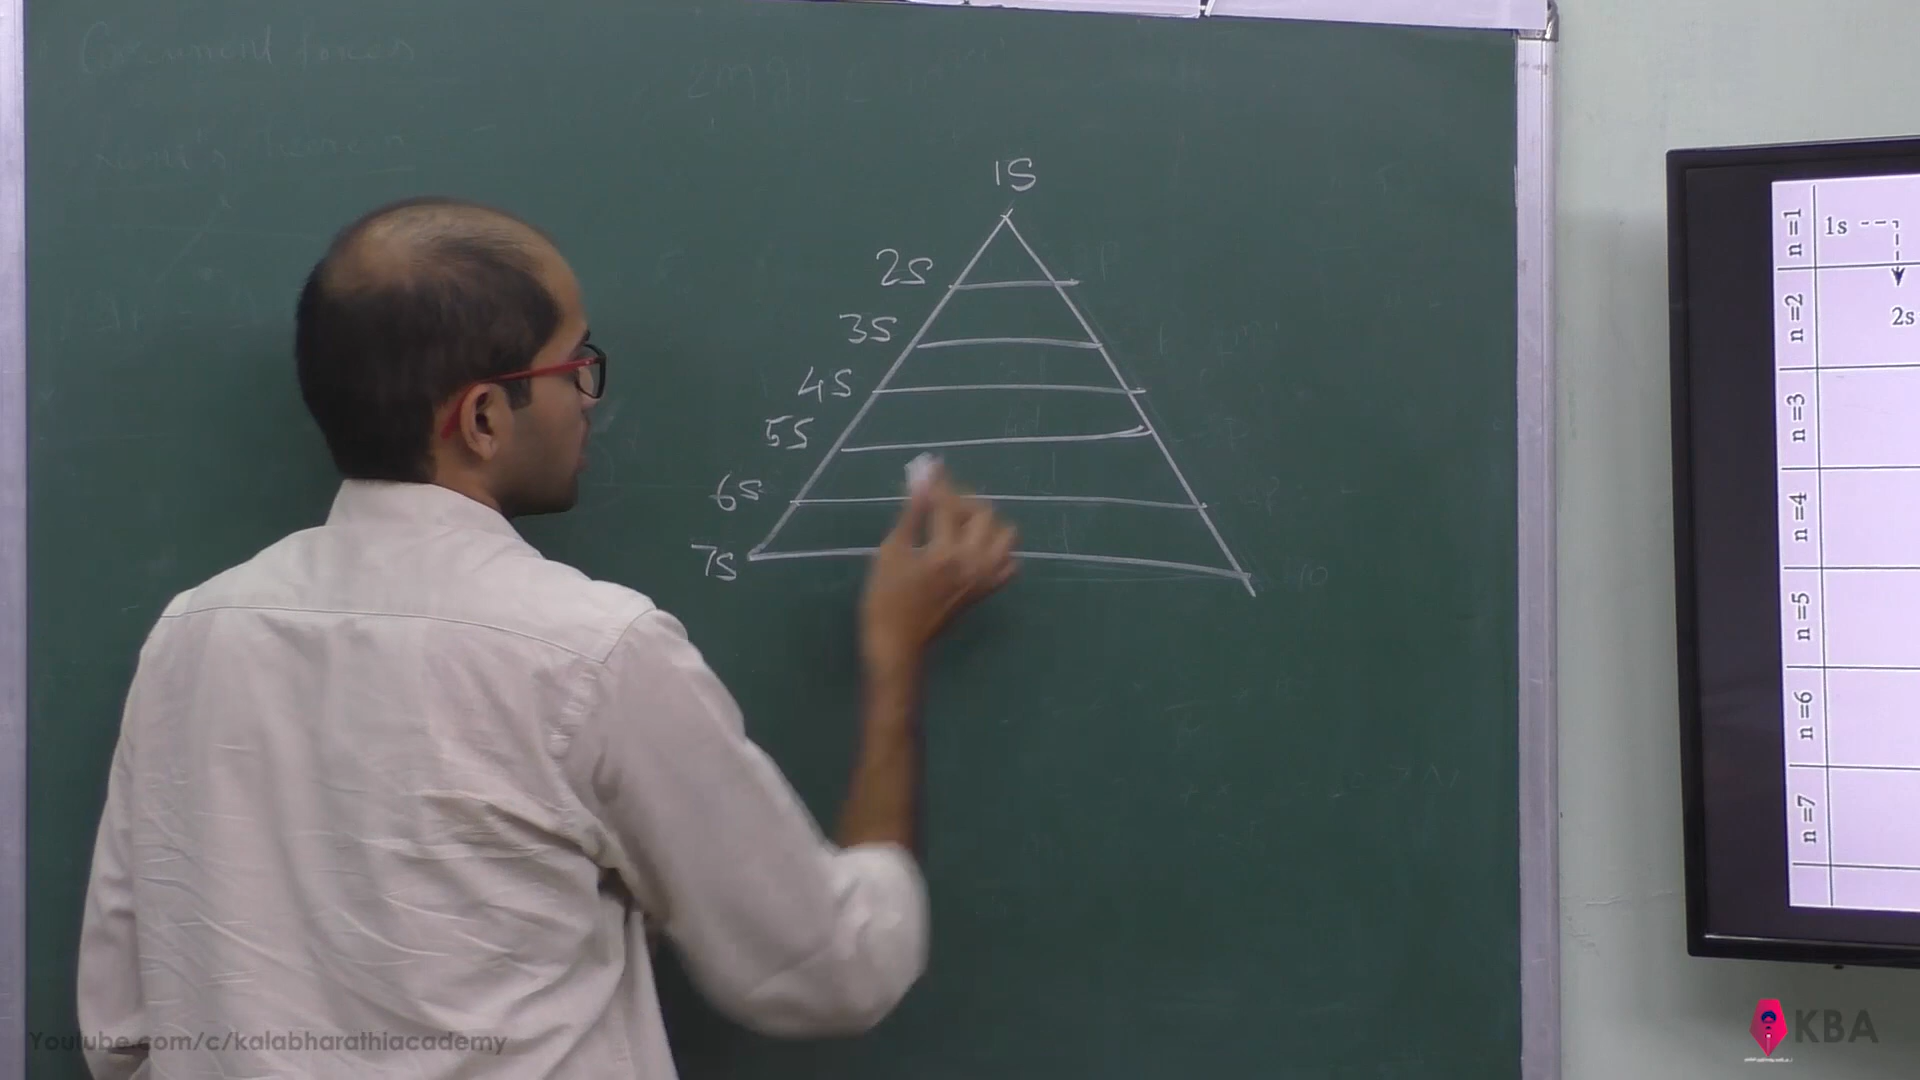 1S
2S
3S
4S
5S
6S
7S
n=1
1s
n=2
2s
n=3
n=4
n=5
n=6
n=7
Youtube.com/c/kalabharathiacademy
KBA